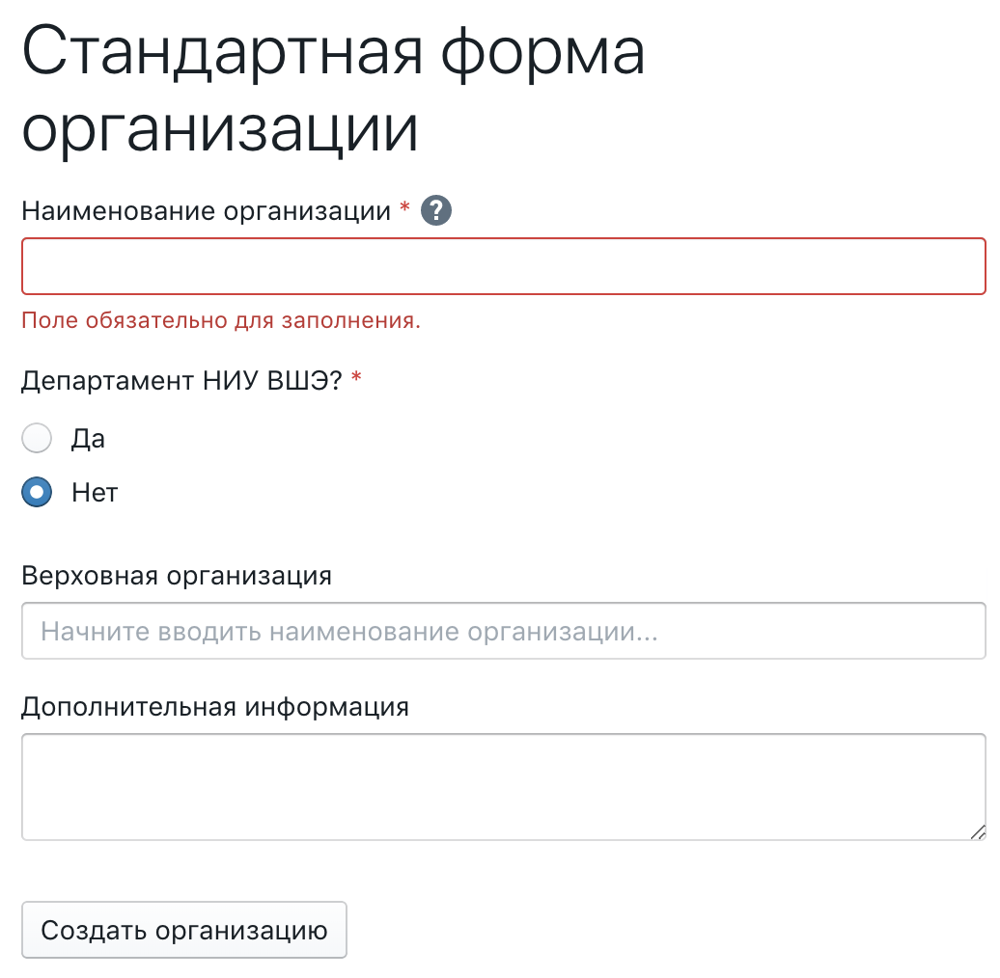 Стандартная форма
организации
Наименование организации * ?
Поле обязательно для заполнения.
Департамент НИУ ВШЭ? *
Да
Нет
Верховная организация
Начните вводить наименование организации...
Дополнительная информация
Создать организацию